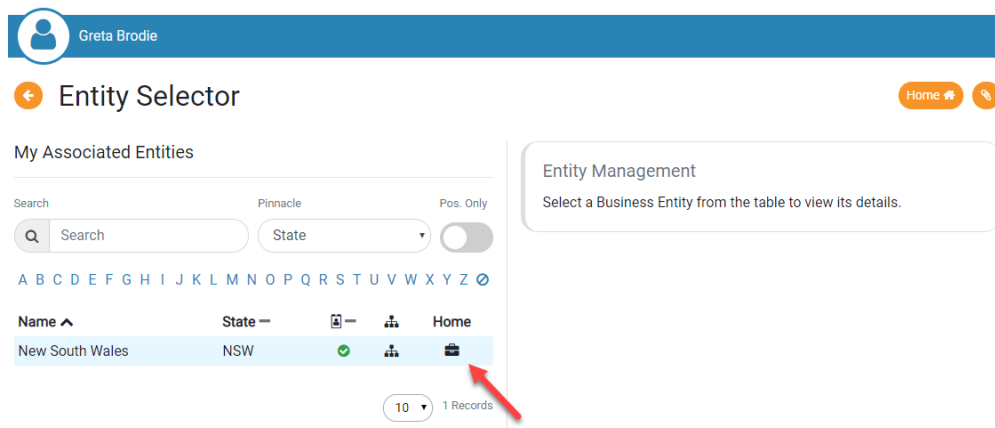 Greta Brodie
Entity Selector
Home
My Associated Entities
Search Pinnacle Pos. Only
Search State
A B C D E F G H I J K L M N O P Q R S T U V W X Y Z
Name State Home
New South Wales NSW
10 1 Records
Entity Management
Select a Business Entity from the table to view its details.